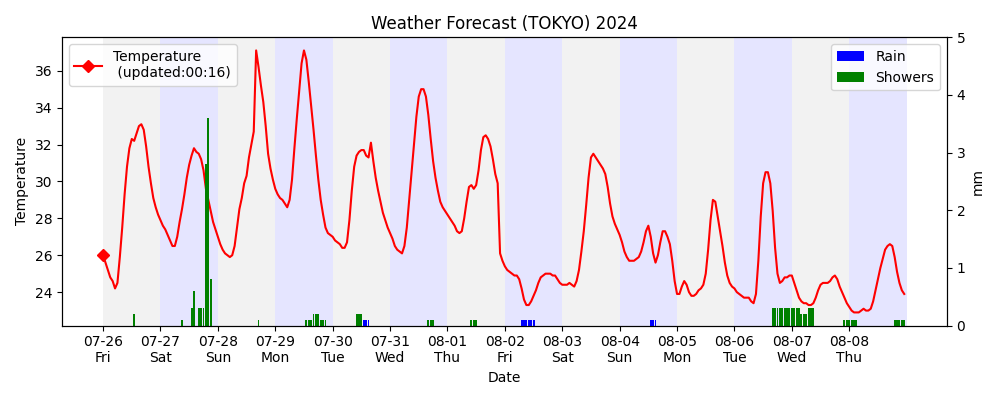 Weather Forecast (TOKYO) 2024
Temperature
(updated:00:16)
Rain
Showers
Temperature
36
34
32
30
28
26
24
5
4
3
2
1
0
mm
07-26 07-27 07-28 07-29 07-30 07-31 08-01 08-02 08-03 08-04 08-05 08-06 08-07 08-08
Fri Sat Sun Mon Tue Wed Thu Fri Sat Sun Mon Tue Wed Thu
Date